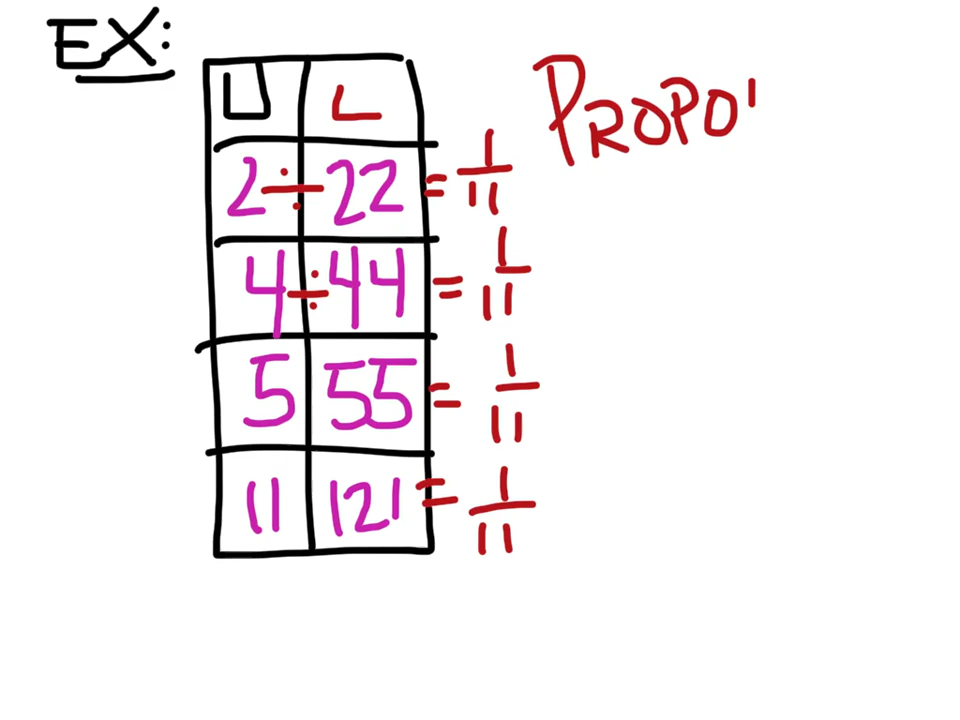 EX:
U L PROPO
2 ÷ 22 = 1/11
4 ÷ 44 = 1/11
5 55 = 1/11
11 121 = 1/11